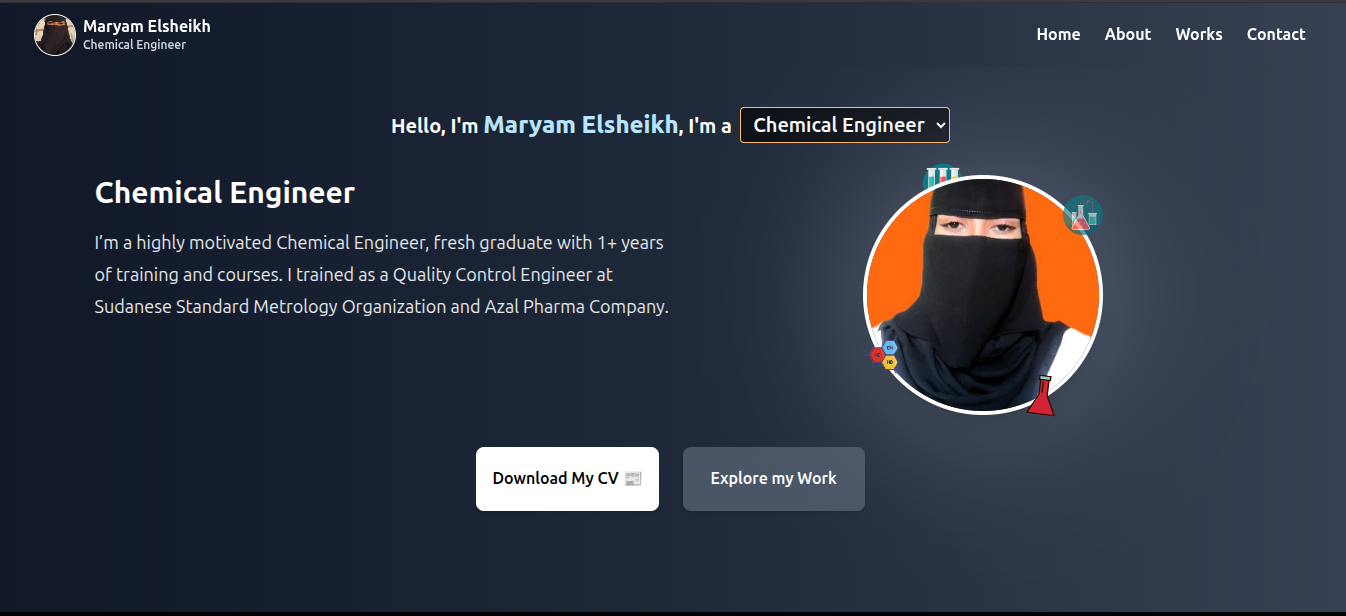 Maryam Elsheikh
Chemical Engineer
Home About Works Contact
Hello, I'm Maryam Elsheikh, I'm a Chemical Engineer
Chemical Engineer
I’m a highly motivated Chemical Engineer, fresh graduate with 1+ years
of training and courses. I trained as a Quality Control Engineer at
Sudanese Standard Metrology Organization and Azal Pharma Company.
Download My CV 📰
Explore my Work